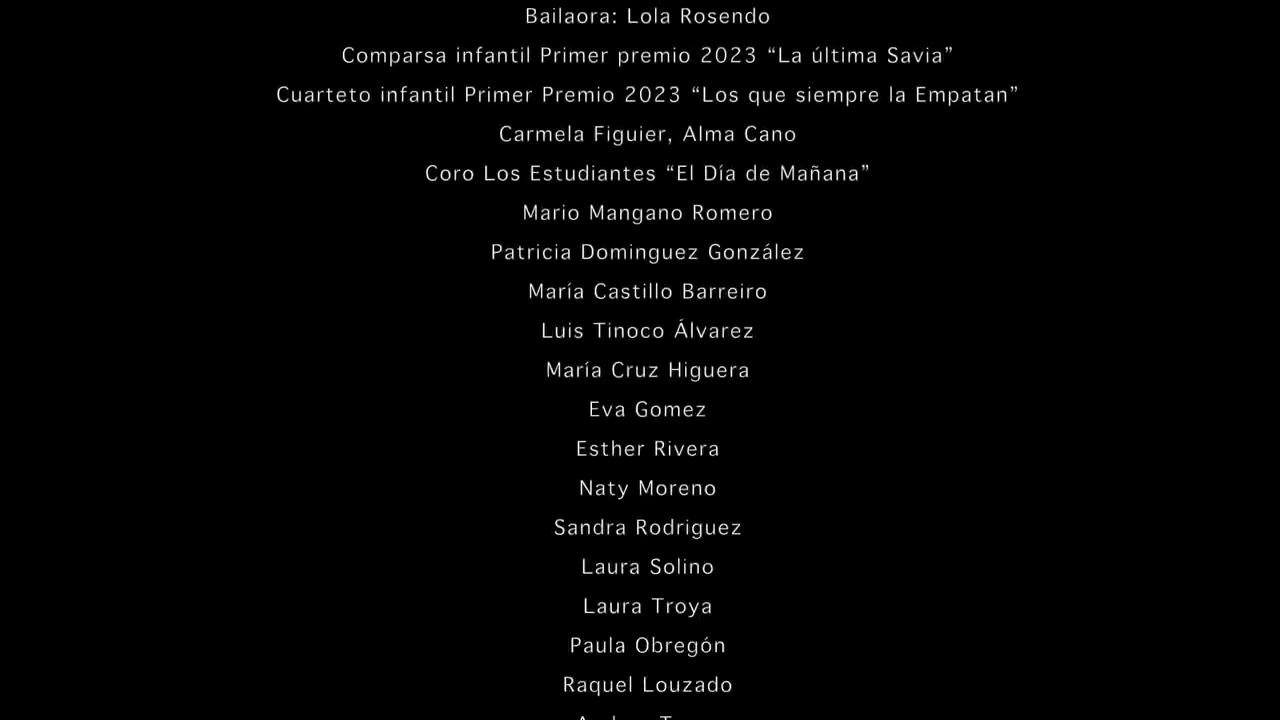 Bailaora: Lola Rosendo
Comparsa infantil Primer premio 2023 “La última Savia”
Cuarteto infantil Primer Premio 2023 “Los que siempre la Empatan”
Carmela Figuier, Alma Cano
Coro Los Estudiantes “El Día de Mañana”
Mario Mangano Romero
Patricia Dominguez González
María Castillo Barreiro
Luis Tinoco Álvarez
María Cruz Higuera
Eva Gomez
Esther Rivera
Naty Moreno
Sandra Rodriguez
Laura Solino
Laura Troya
Paula Obregón
Raquel Louzado